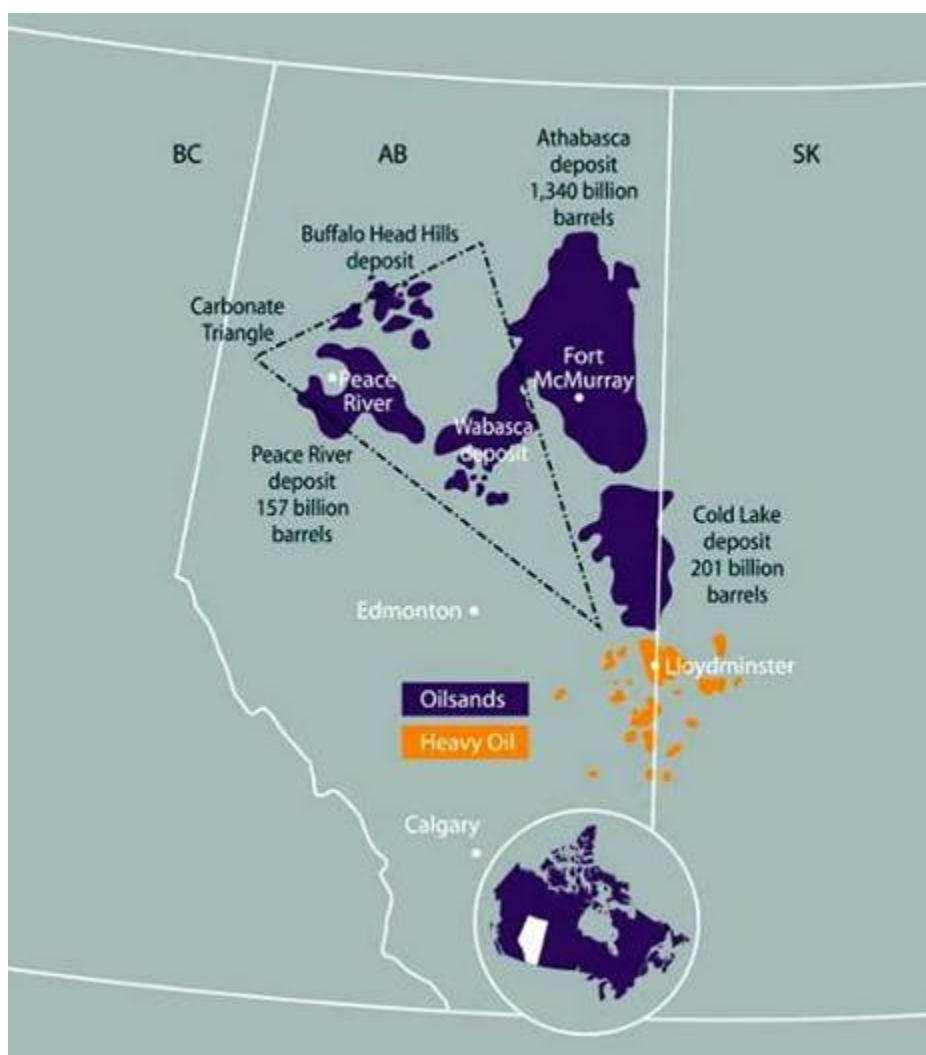 BC
AB
SK
Athabasca
deposit
1,340 billion
barrels
Buffalo Head Hills
deposit
Carbonate
Triangle
Fort
McMurray
Peace
River
Wabasca
deposit
Peace River
deposit
157 billion
barrels
Cold Lake
deposit
201 billion
barrels
Edmonton
Lloydminster
Oilsands
Heavy Oil
Calgary